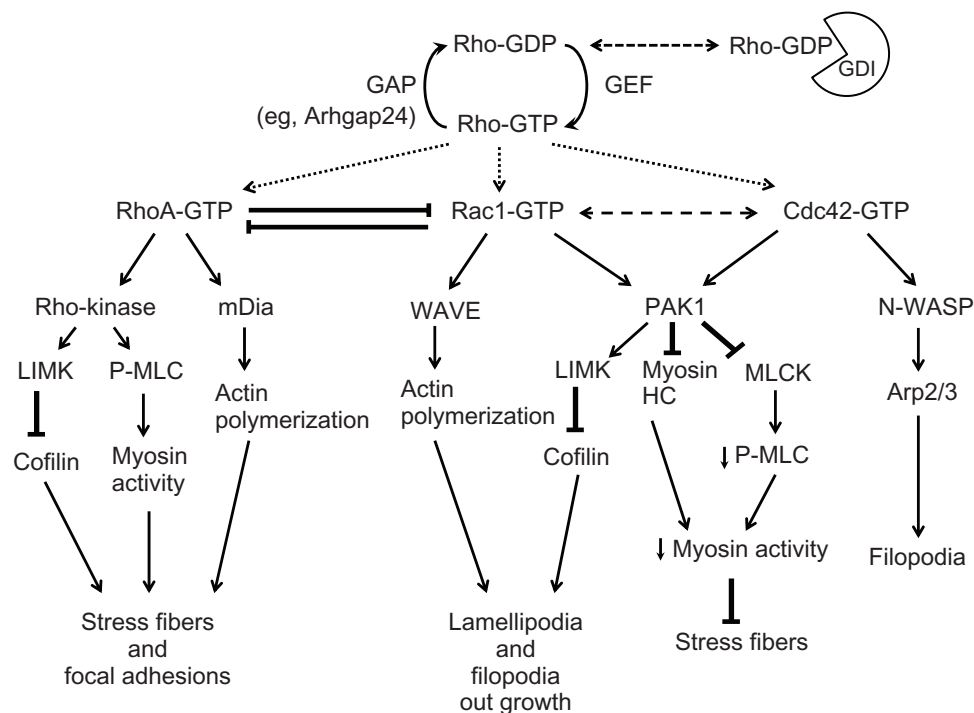 Rho-GDP
Rho-GDP
GDI
GAP
(eg, Arhgap24)
GEF
Rho-GTP
RhoA-GTP
Rac1-GTP
Cdc42-GTP
Rho-kinase
mDia
WAVE
PAK1
N-WASP
LIMK
P-MLC
Actin
polymerization
Actin
polymerization
LIMK
Myosin
HC
MLCK
Arp2/3
Cofilin
Myosin
activity
Cofilin
P-MLC
Myosin activity
Filopodia
Stress fibers
and
focal adhesions
Lamellipodia
and
filopodia
out growth
Stress fibers